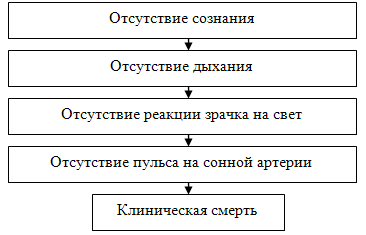 Отсутствие сознания
Отсутствие дыхания
Отсутствие реакции зрачка на свет
Отсутствие пульса на сонной артерии
Клиническая смерть